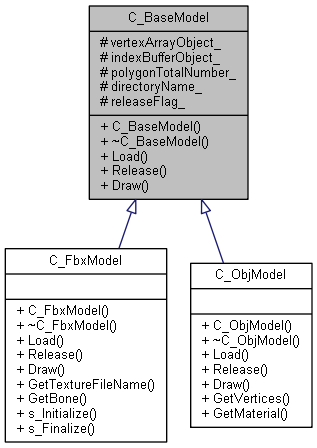 C_BaseModel
# vertexArrayObject_
# indexBufferObject_
# polygonTotalNumber_
# directoryName_
# releaseFlag_
+ C_BaseModel()
+ ~C_BaseModel()
+ Load()
+ Release()
+ Draw()
C_FbxModel
+ C_FbxModel()
+ ~C_FbxModel()
+ Load()
+ Release()
+ Draw()
+ GetTextureFileName()
+ GetBone()
+ s_Initialize()
+ s_Finalize()
C_ObjModel
+ C_ObjModel()
+ ~C_ObjModel()
+ Load()
+ Release()
+ Draw()
+ GetVertices()
+ GetMaterial()